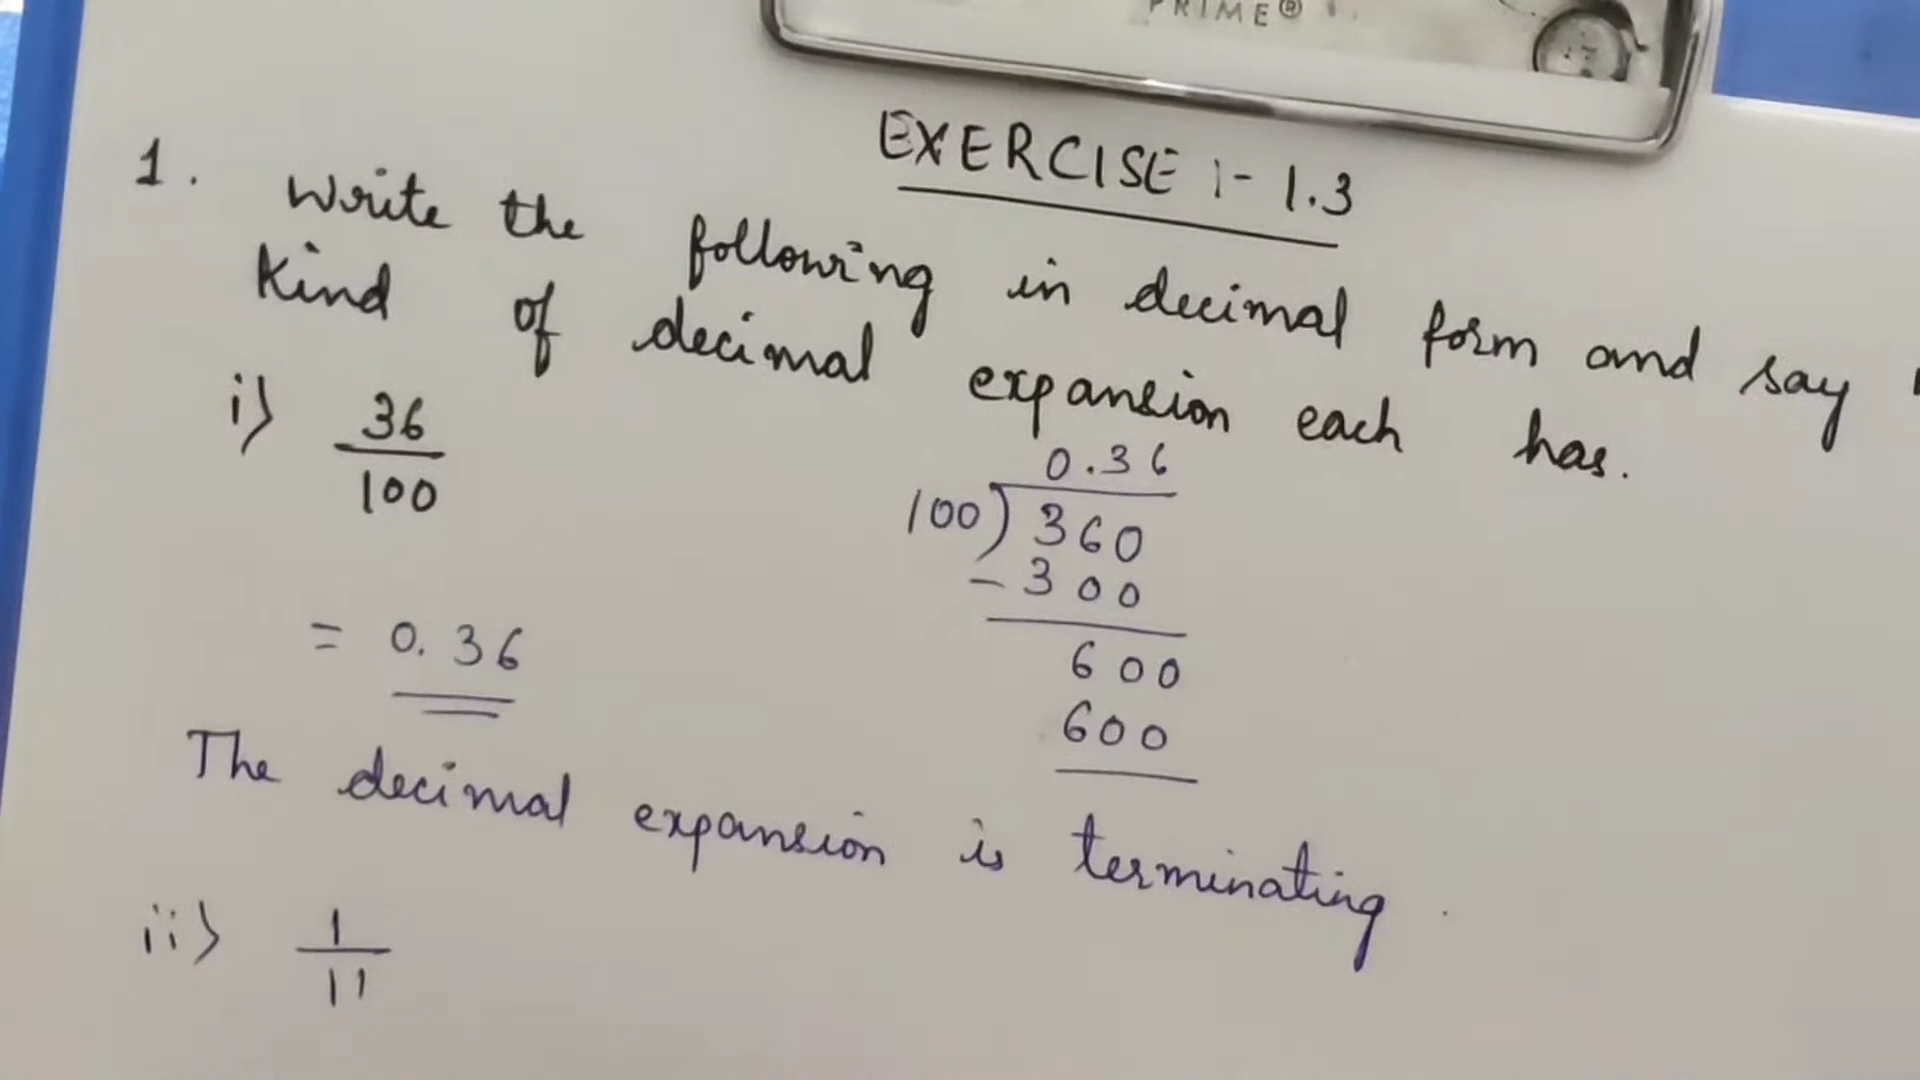 PRIME®
EXERCISE :- 1.3
1. Write the following in decimal form and say
Kind of decimal expansion each has.
i) 36/100
0.36
100) 360
- 300
600
600
= 0.36
The decimal expansion is terminating.
ii) 1/11